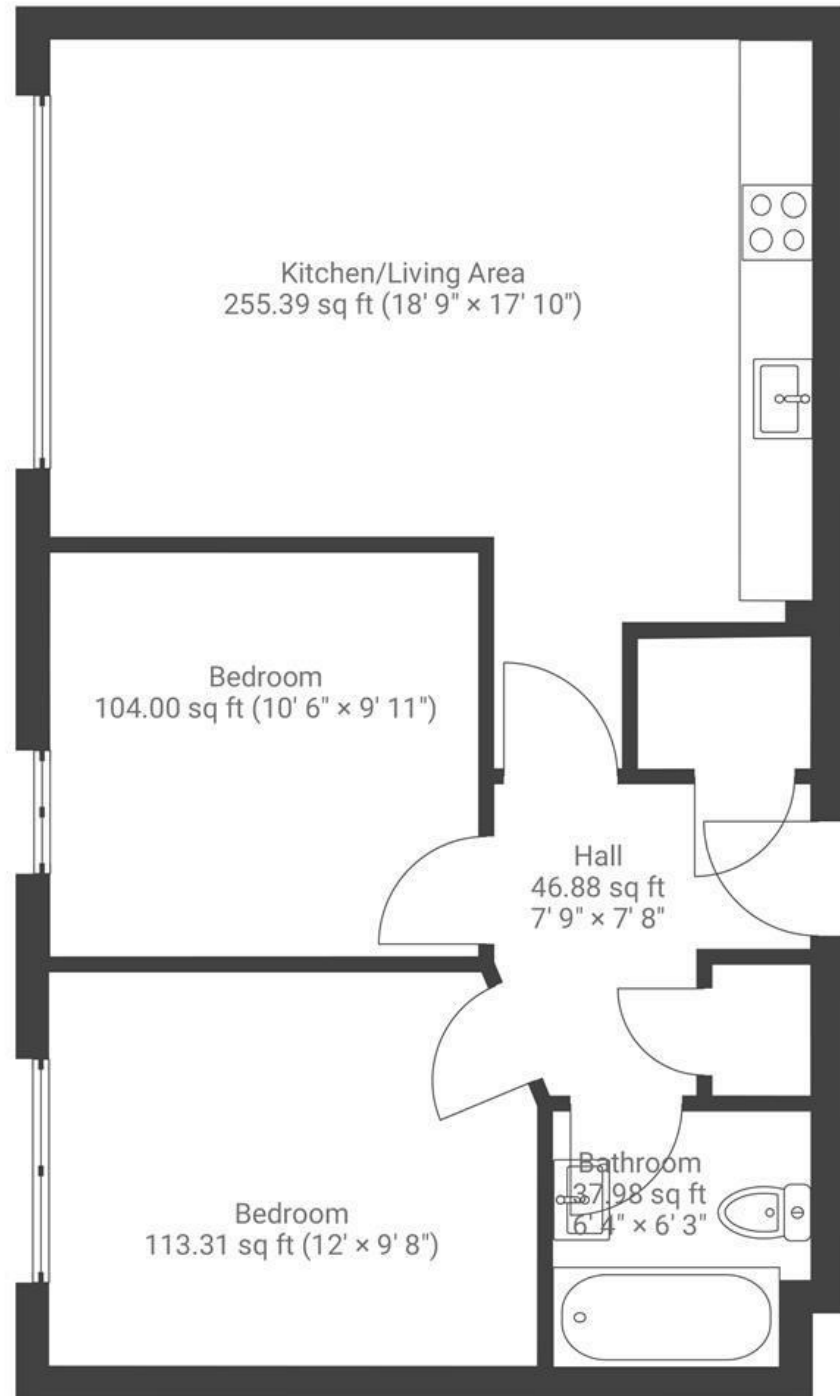 Kitchen/Living Area
255.39 sq ft (18' 9" × 17' 10")
Bedroom
104.00 sq ft (10' 6" × 9' 11")
Hall
46.88 sq ft
7' 9" × 7' 8"
Bathroom
37.98 sq ft
6' 4" × 6' 3"
Bedroom
113.31 sq ft (12' × 9' 8")